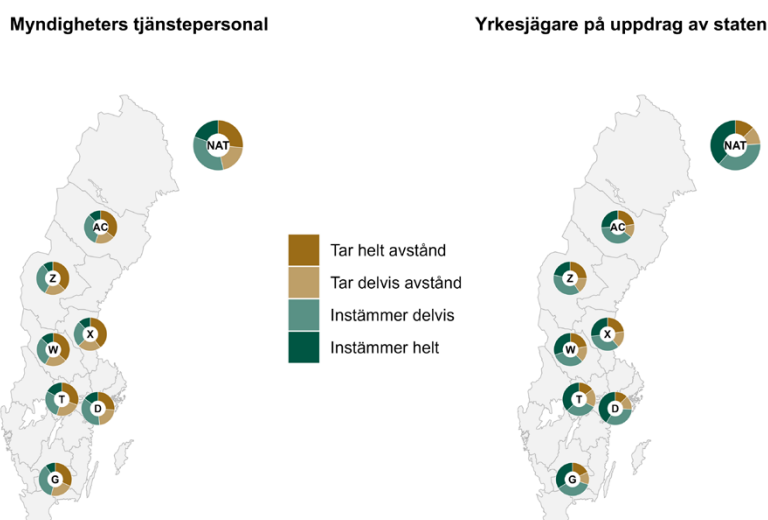 Myndigheters tjänstepersonal
Yrkesjägare på uppdrag av staten
NAT
NAT
AC
AC
Tar helt avstånd
Z
Z
Tar delvis avstånd
Instämmer delvis
X
X
Instämmer helt
W
W
T
T
D
D
G
G